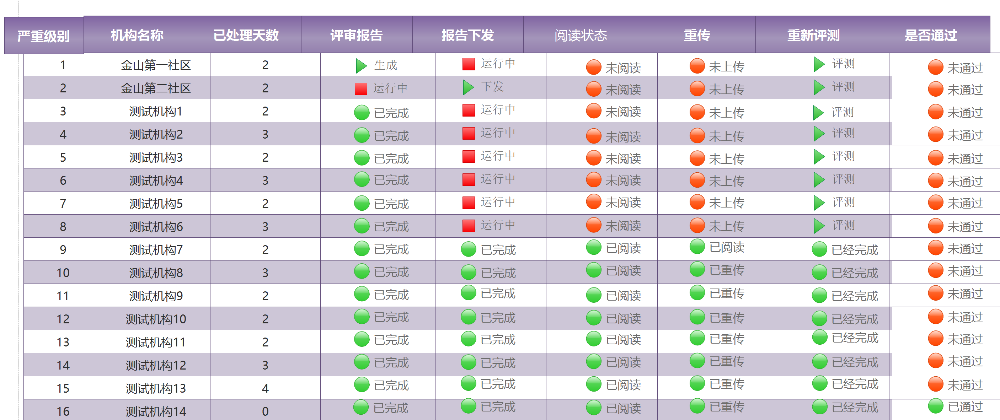 严重级别 机构名称 已处理天数 评审报告 报告下发 阅读状态 重传 重新评测 是否通过
1 金山第一社区 2 生成 运行中 未阅读 未上传 评测 未通过
2 金山第二社区 2 运行中 下发 未阅读 未上传 评测 未通过
3 测试机构1 2 已完成 运行中 未阅读 未上传 评测 未通过
4 测试机构2 3 已完成 运行中 未阅读 未上传 评测 未通过
5 测试机构3 2 已完成 运行中 未阅读 未上传 评测 未通过
6 测试机构4 3 已完成 运行中 未阅读 未上传 评测 未通过
7 测试机构5 2 已完成 运行中 未阅读 未上传 评测 未通过
8 测试机构6 3 已完成 运行中 未阅读 未上传 评测 未通过
9 测试机构7 2 已完成 已完成 已阅读 已阅读 已经完成 未通过
10 测试机构8 3 已完成 已完成 已阅读 已重传 已经完成 未通过
11 测试机构9 2 已完成 已完成 已阅读 已重传 已经完成 未通过
12 测试机构10 2 已完成 已完成 已阅读 已重传 已经完成 未通过
13 测试机构11 2 已完成 已完成 已阅读 已重传 已经完成 未通过
14 测试机构12 3 已完成 已完成 已阅读 已重传 已经完成 未通过
15 测试机构13 4 已完成 已完成 已阅读 已重传 已经完成 未通过
16 测试机构14 0 已完成 已完成 已阅读 已重传 已经完成 已通过